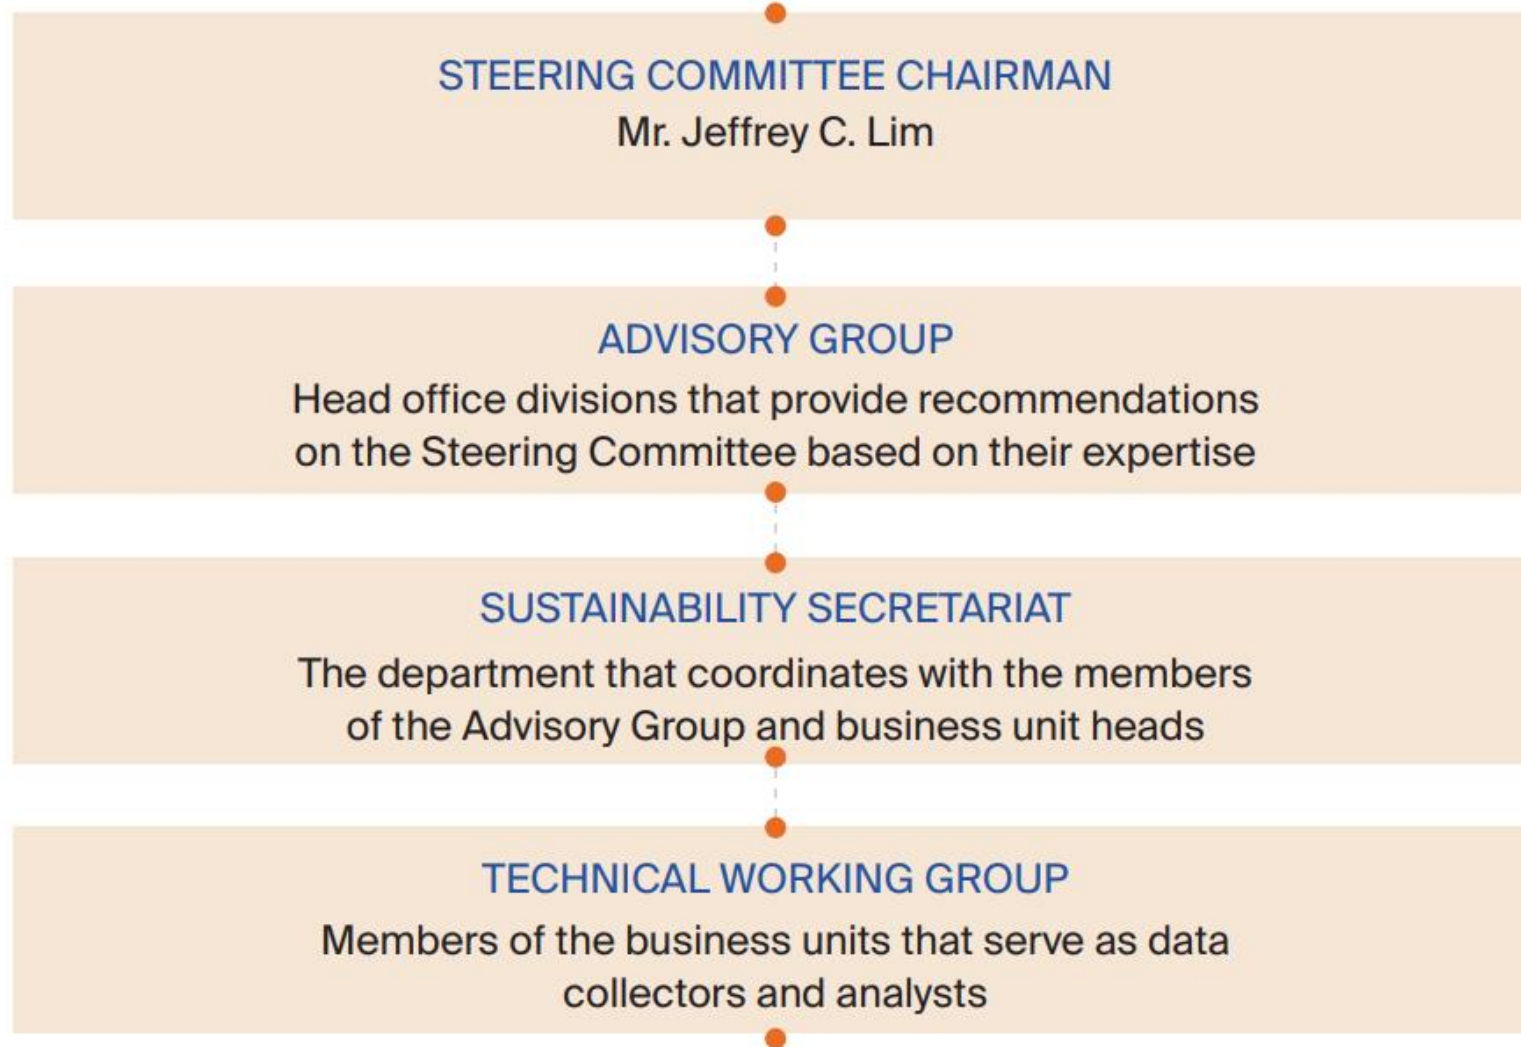 STEERING COMMITTEE CHAIRMAN
Mr. Jeffrey C. Lim
ADVISORY GROUP
Head office divisions that provide recommendations
on the Steering Committee based on their expertise
SUSTAINABILITY SECRETARIAT
The department that coordinates with the members
of the Advisory Group and business unit heads
TECHNICAL WORKING GROUP
Members of the business units that serve as data
collectors and analysts